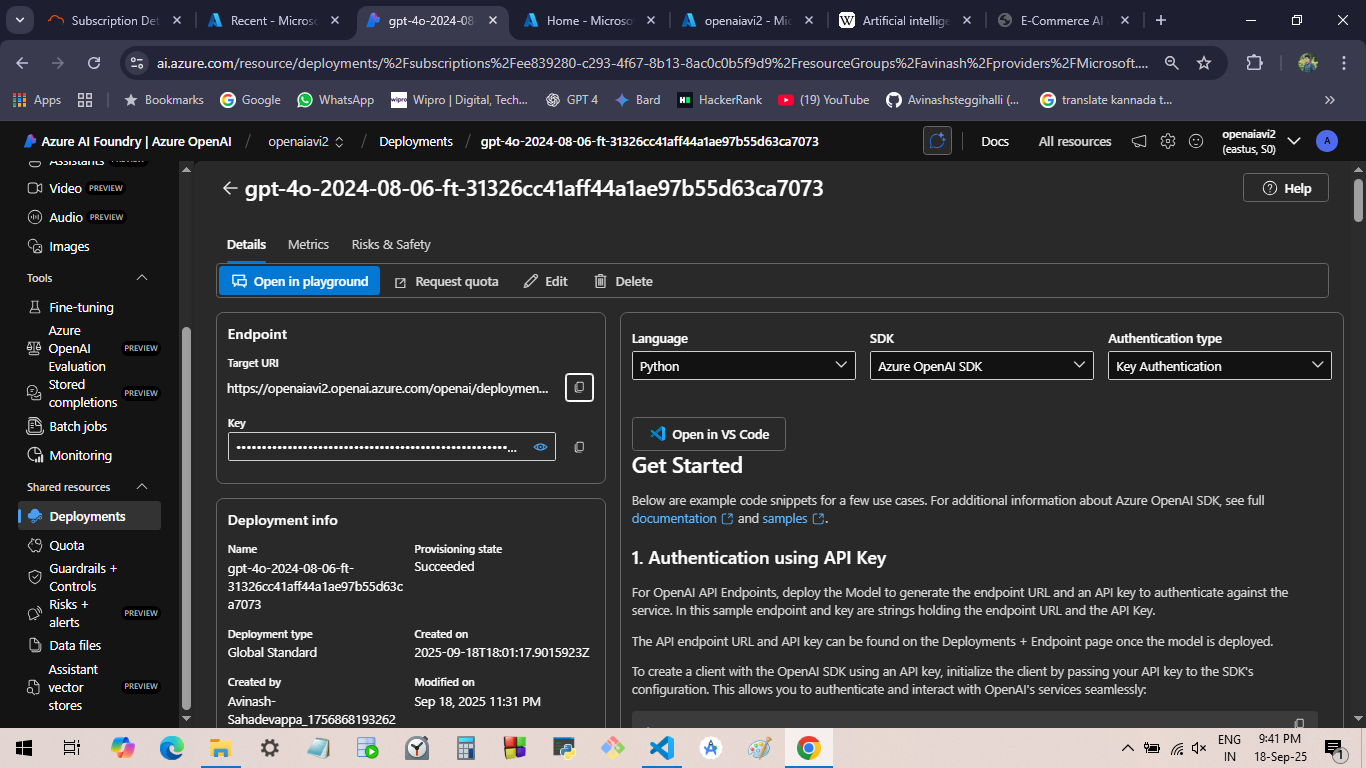 Subscription Det
Recent - Microso
gpt-4o-2024-08-
Home - Microso
openaiavi2 - Mic
Artificial intellige
E-Commerce AI
ai.azure.com/resource/deployments/%2Fsubscriptions%2Fee839280-c293-4f67-8b13-8ac0c0b5f9d9%2FresourceGroups%2Favinash%2Fproviders%2FMicrosoft....
Apps
Bookmarks
Google
WhatsApp
Wipro | Digital, Tech...
GPT 4
Bard
HackerRank
(19) YouTube
Avinashsteggihalli (...
translate kannada t...
Azure AI Foundry | Azure OpenAI / openaiavi2 / Deployments / gpt-4o-2024-08-06-ft-31326cc41aff44a1ae97b55d63ca7073
Docs
All resources
openaiavi2
(eastus, S0)
A
Assistants PREVIEW
Video PREVIEW
Audio PREVIEW
Images
Tools
Fine-tuning
Azure
OpenAI PREVIEW
Evaluation
Stored
completions PREVIEW
Batch jobs
Monitoring
Shared resources
Deployments
Quota
Guardrails +
Controls
Risks +
alerts PREVIEW
Data files
Assistant
vector PREVIEW
stores
gpt-4o-2024-08-06-ft-31326cc41aff44a1ae97b55d63ca7073
Help
Details
Metrics
Risks & Safety
Open in playground
Request quota
Edit
Delete
Endpoint
Target URI
https://openaiavi2.openai.azure.com/openai/deploymen...
Key
Deployment info
Name
gpt-4o-2024-08-06-ft-
31326cc41aff44a1ae97b55d63c
a7073
Provisioning state
Succeeded
Deployment type
Global Standard
Created on
2025-09-18T18:01:17.9015923Z
Created by
Avinash-
Sahadevappa_1756868193262
Modified on
Sep 18, 2025 11:31 PM
Language
Python
SDK
Azure OpenAI SDK
Authentication type
Key Authentication
Open in VS Code
Get Started
Below are example code snippets for a few use cases. For additional information about Azure OpenAI SDK, see full
documentation and samples .
1. Authentication using API Key
For OpenAI API Endpoints, deploy the Model to generate the endpoint URL and an API key to authenticate against the
service. In this sample endpoint and key are strings holding the endpoint URL and the API Key.
The API endpoint URL and API key can be found on the Deployments + Endpoint page once the model is deployed.
To create a client with the OpenAI SDK using an API key, initialize the client by passing your API key to the SDK's
configuration. This allows you to authenticate and interact with OpenAI's services seamlessly:
ENG
IN
9:41 PM
18-Sep-25
1